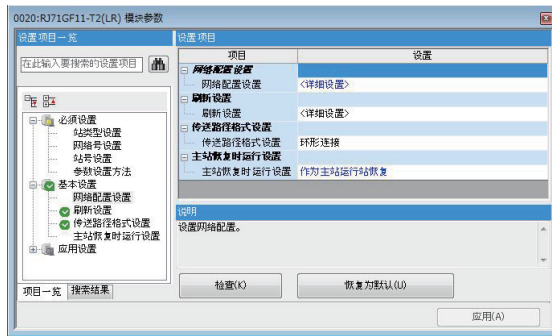 0020:RJ71GF11-T2(LR) 模块参数
设置项目一览
在此输入要搜索的设置项目
必须设置
站类型设置
网络号设置
站号设置
参数设置方法
基本设置
网络配置设置
刷新设置
传送路径格式设置
主站恢复时运行设置
应用设置
项目一览
搜索结果
设置项目
项目
设置
网络配置设置
网络配置设置
<详细设置>
刷新设置
刷新设置
<详细设置>
传送路径格式设置
传送路径格式设置
环形连接
主站恢复时运行设置
主站恢复时运行设置
作为主站运行站恢复
说明
设置网络配置。
检查(K)
恢复为默认(U)
应用(A)